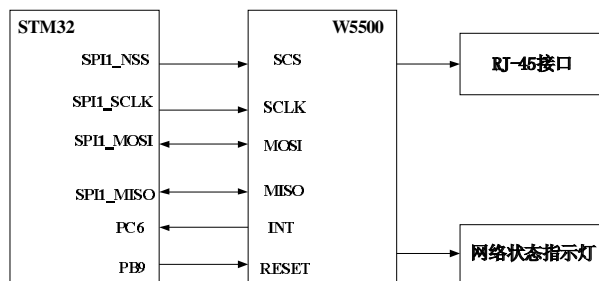 STM32
W5500
SPI1_NSS
SCS
RJ-45接口
SPI1_SCLK
SCLK
SPI1_MOSI
MOSI
SPI1_MISO
MISO
PC6
INT
网络状态指示灯
PB9
RESET